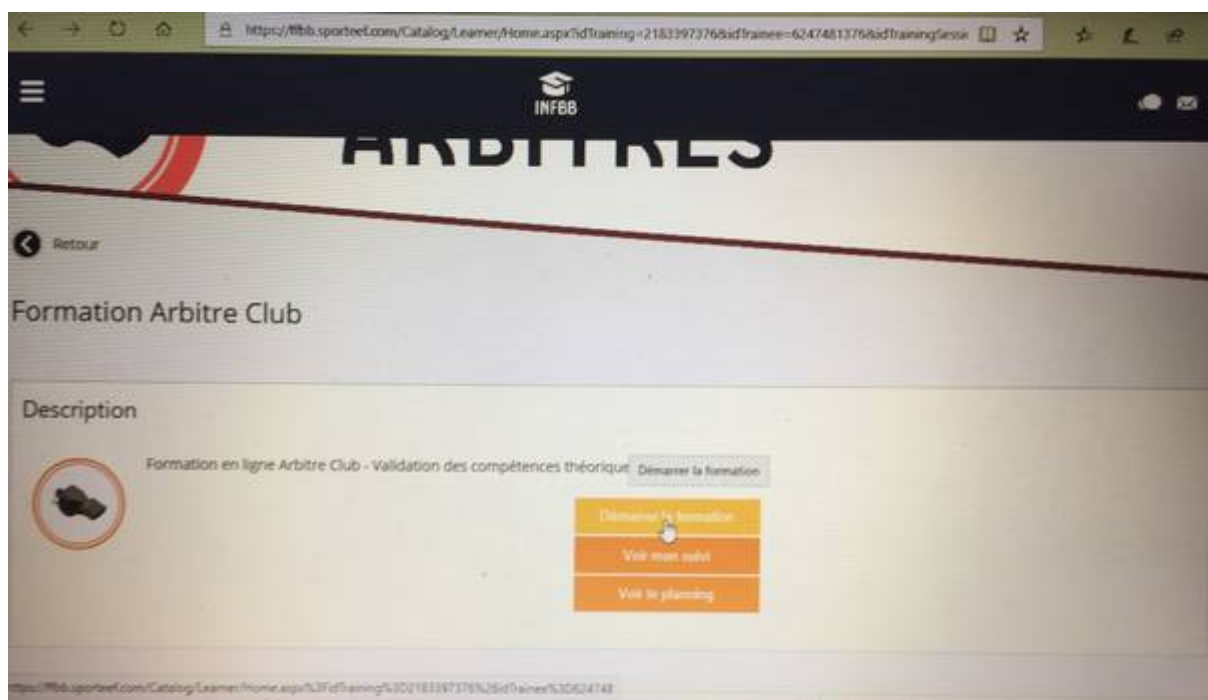 https://ffbb.sporteef.com/Catalog/Learner/Home.aspx?idTraining=2183397376&idTrainee=6247481376&idTrainingSessi
INFBB
ARBITRES
Retour
Formation Arbitre Club
Description
Formation en ligne Arbitre Club - Validation des compétences théorique
Démarrer la formation
Démarrer la formation
Voir mon suivi
Voir le planning
https://ffbb.sporteef.com/Catalog/Learner/Home.aspx%3FidTraining%3D2183397376%26idTrainee%3D624748